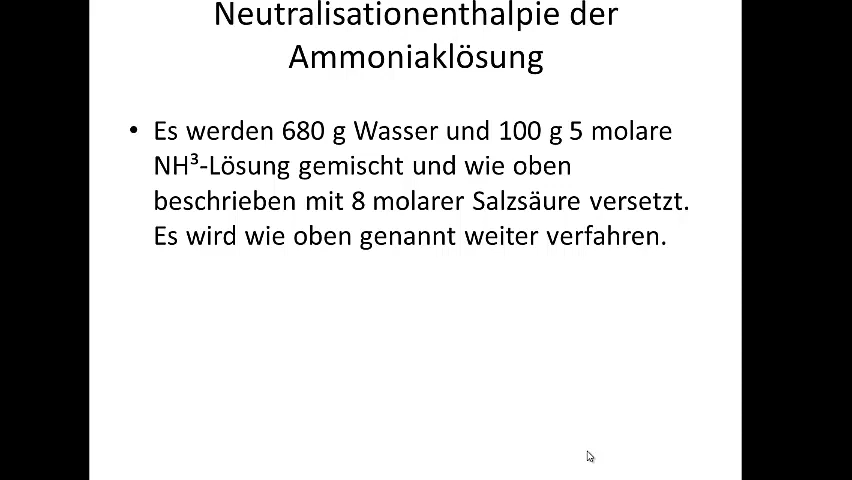 Neutralisationenthalpie der
Ammoniaklösung
• Es werden 680 g Wasser und 100 g 5 molare
NH³-Lösung gemischt und wie oben
beschrieben mit 8 molarer Salzsäure versetzt.
Es wird wie oben genannt weiter verfahren.